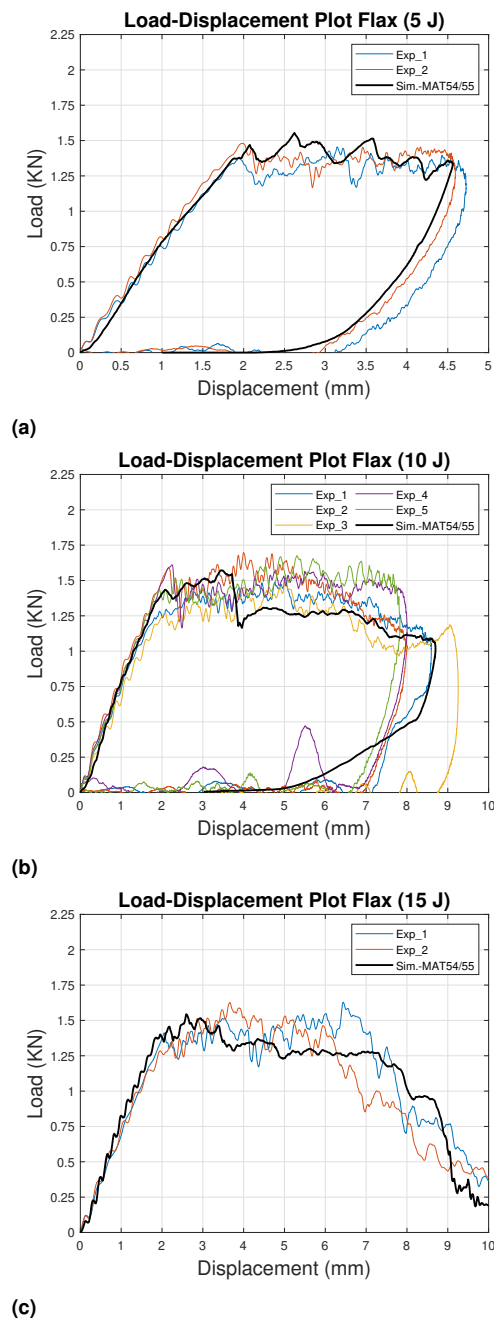 Load-Displacement Plot Flax (5 J)
2.25
2
1.75
1.5
1.25
1
0.75
0.5
0.25
0
Load (KN)
Exp_1
Exp_2
Sim.-MAT54/55
0 0.5 1 1.5 2 2.5 3 3.5 4 4.5 5
Displacement (mm)
(a)
Load-Displacement Plot Flax (10 J)
2.25
2
1.75
1.5
1.25
1
0.75
0.5
0.25
0
Load (KN)
Exp_1 Exp_4
Exp_2 Exp_5
Exp_3 Sim.-MAT54/55
0 1 2 3 4 5 6 7 8 9 10
Displacement (mm)
(b)
Load-Displacement Plot Flax (15 J)
2.25
2
1.75
1.5
1.25
1
0.75
0.5
0.25
0
Load (KN)
Exp_1
Exp_2
Sim.-MAT54/55
0 1 2 3 4 5 6 7 8 9 10
Displacement (mm)
(c)